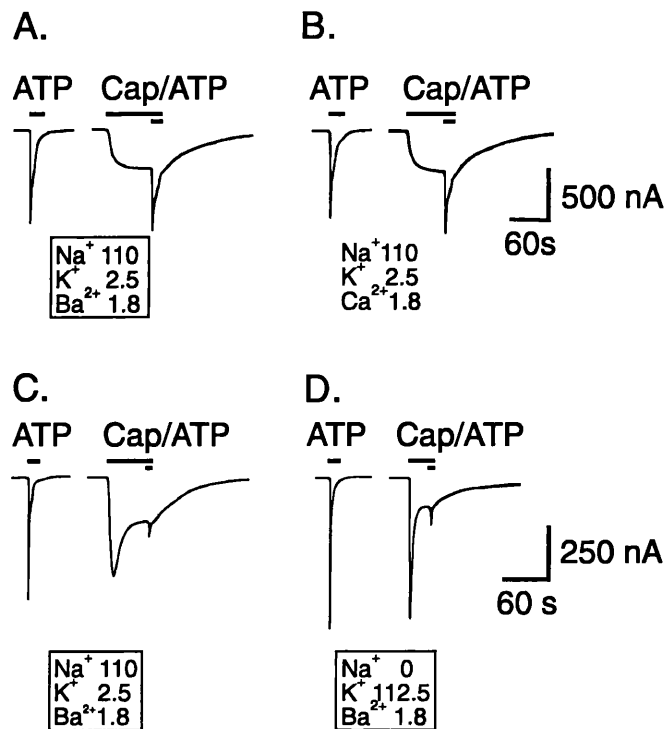 A.
ATP Cap/ATP
Na+ 110
K+ 2.5
Ba2+ 1.8
B.
ATP Cap/ATP
500 nA
60s
Na+ 110
K+ 2.5
Ca2+ 1.8
C.
ATP Cap/ATP
Na+ 110
K+ 2.5
Ba2+ 1.8
D.
ATP Cap/ATP
250 nA
60 s
Na+ 0
K+ 112.5
Ba2+ 1.8